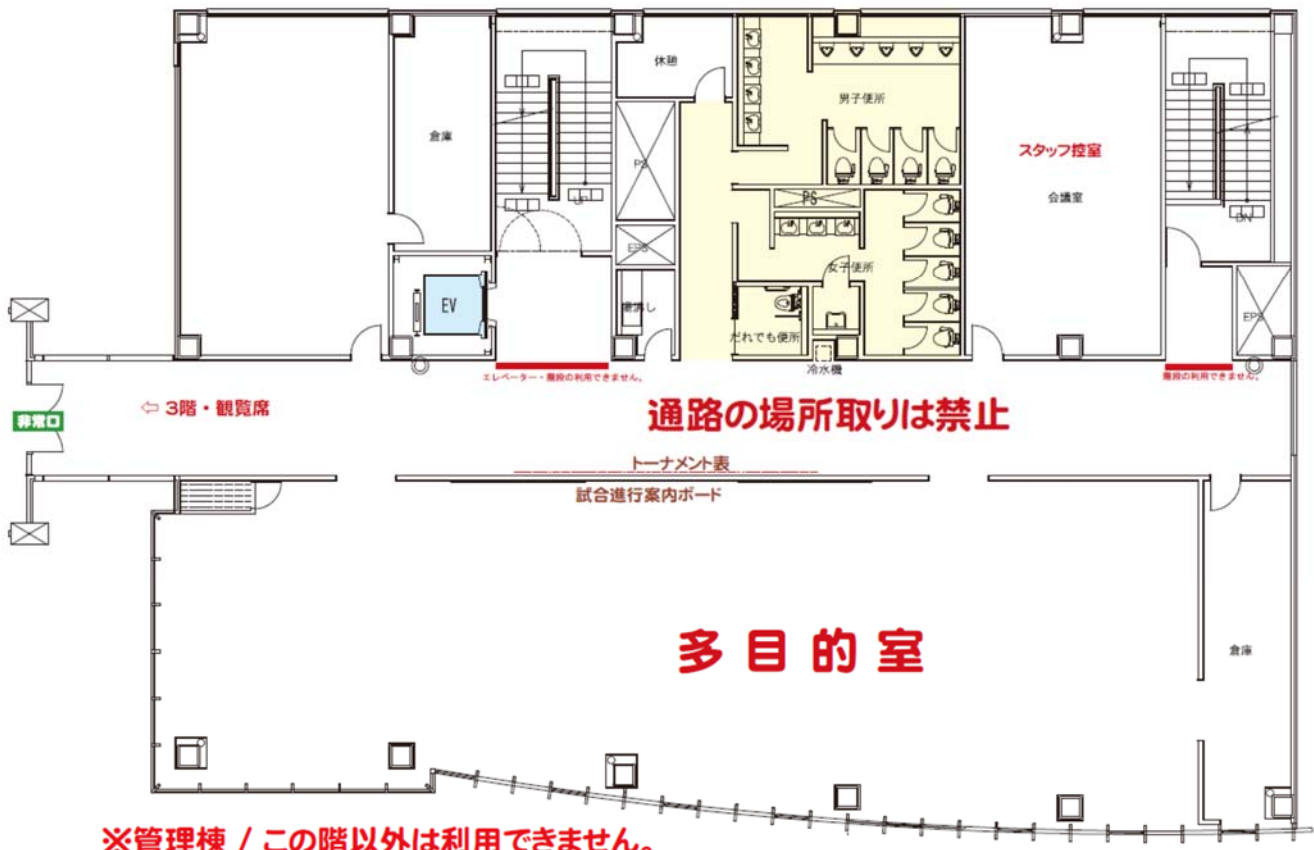 休憩
男子便所
倉庫
PS
スタッフ控室
会議室
PS
UP
DN
EPS
女子便所
EV
湯沸し
だれでも便所
EPS
冷水機
エレベーター・階段の利用できません。
階段の利用できません。
⇦ 3階・観覧席
非常口
通路の場所取りは禁止
トーナメント表
試合進行案内ボード
多目的室
倉庫
※管理棟 / この階以外は利用できません。